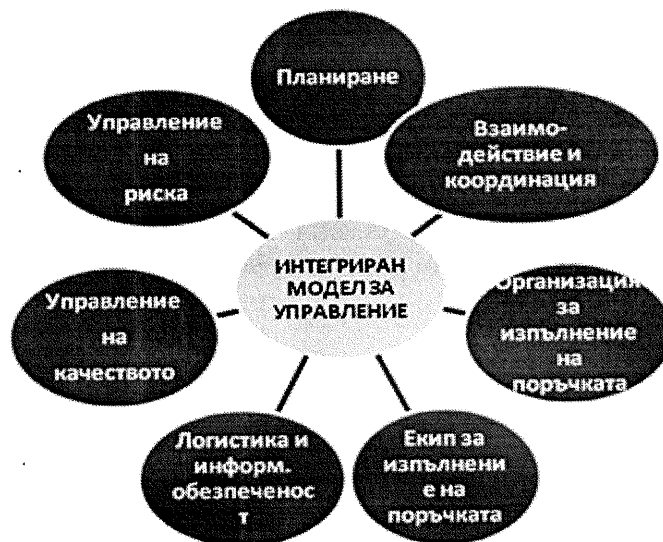 Планиране
Взаимо-
действие и
координация
Организация
за
изпълнение
на
поръчката
Екип за
изпълнени
е на
поръчката
Логистика и
информ.
обезпеченос
т
Управление
на
качеството
Управление
на
риска
ИНТЕГРИРАН
МОДЕЛ ЗА
УПРАВЛЕНИЕ